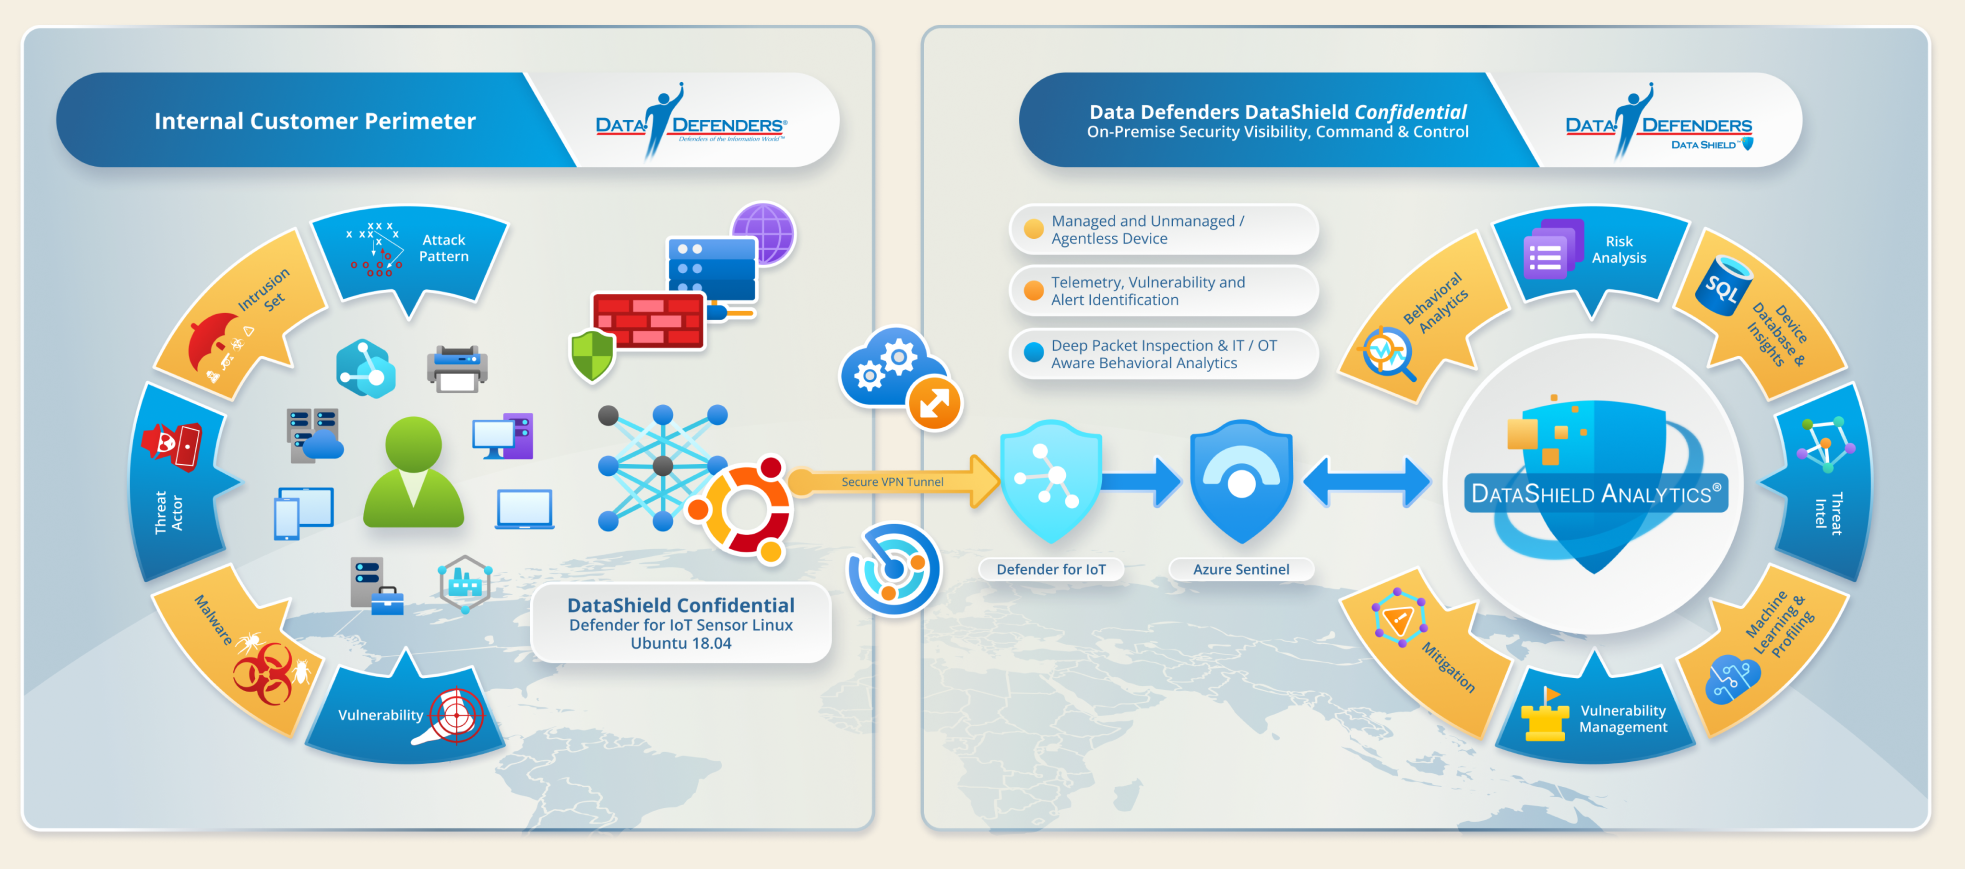 Internal Customer Perimeter
DATA DEFENDERS®
Defenders of the Information World™
Attack
Pattern
Intrusion
Set
Threat
Actor
Malware
Vulnerability
DataShield Confidential
Defender for IoT Sensor Linux
Ubuntu 18.04
Secure VPN Tunnel
Data Defenders DataShield Confidential
On-Premise Security Visibility, Command & Control
DATA DEFENDERS
DATA SHIELD™
Managed and Unmanaged /
Agentless Device
Telemetry, Vulnerability and
Alert Identification
Deep Packet Inspection & IT / OT
Aware Behavioral Analytics
Defender for IoT
Azure Sentinel
Behavioral
Analytics
Risk
Analysis
SQL
Device
Database &
Insights
Threat
Intel
Machine
Learning &
Profiling
Vulnerability
Management
Mitigation
DATASHIELD ANALYTICS®